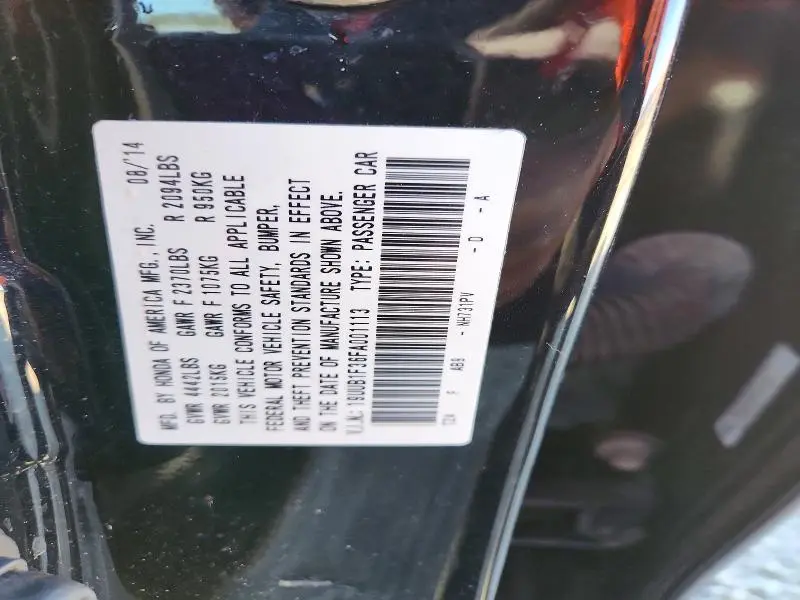 MFD. BY HONDA OF AMERICA MFG., INC. 08/'14
GVWR 4442LBS GAWR F 2370LBS R 2094LBS
GVWR 2015KG GAWR F 1075KG R 950KG
THIS VEHICLE CONFORMS TO ALL APPLICABLE
FEDERAL MOTOR VEHICLE SAFETY, BUMPER,
AND THEFT PREVENTION STANDARDS IN EFFECT
ON THE DATE OF MANUFACTURE SHOWN ABOVE.
V.I.N.: 19UUB1F36FA001113 TYPE: PASSENGER CAR
TZ4 F AB9 - NH731PV - D - A